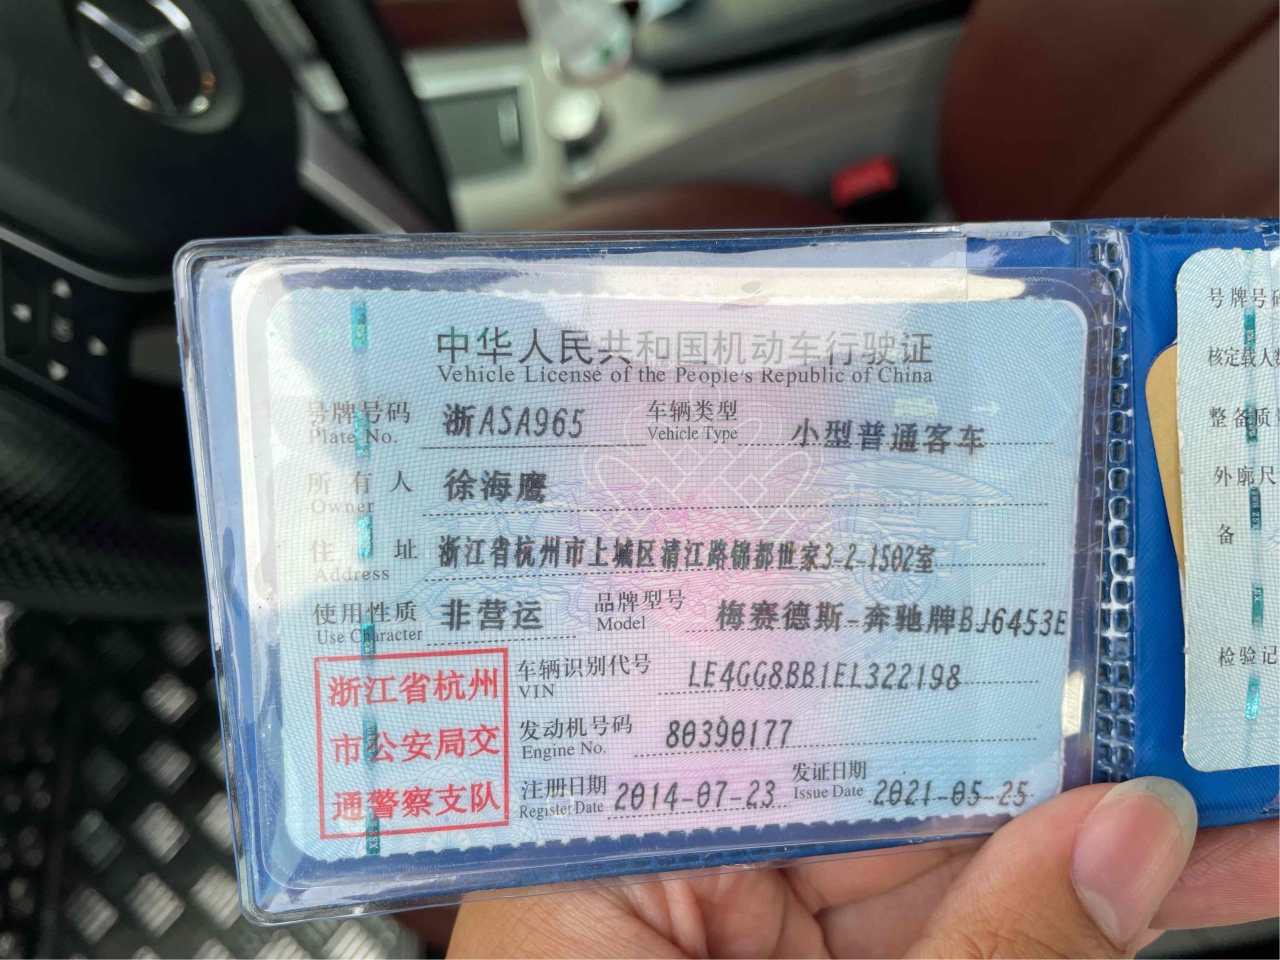 中华人民共和国机动车行驶证
Vehicle License of the People's Republic of China
号牌号码 浙ASA965 车辆类型 小型普通客车
Plate No. Vehicle Type
所有人 徐海鹰
Owner
住址 浙江省杭州市上城区清江路锦都世家3-2-1502室
Address
使用性质 非营运 品牌型号 梅赛德斯-奔驰牌BJ6453E
Use Character Model
车辆识别代号 LE4GG8BB1EL322198
VIN
发动机号码 80390177
Engine No.
注册日期 2014-07-23 发证日期 2021-05-25
Register Date Issue Date
浙江省杭州
市公安局交
通警察支队
号牌号码
核定载人数
整备质
外廓尺
备
检验记